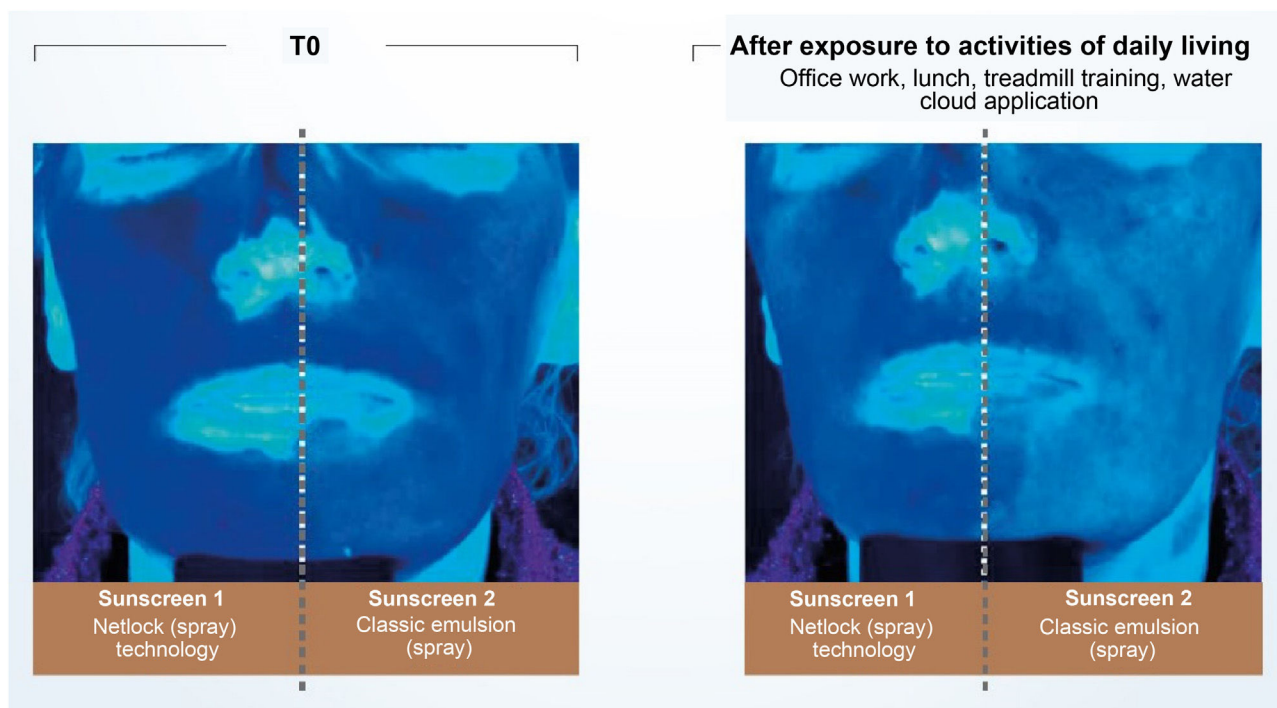 T0
After exposure to activities of daily living
Office work, lunch, treadmill training, water
cloud application
Sunscreen 1
Netlock (spray)
technology
Sunscreen 2
Classic emulsion
(spray)
Sunscreen 1
Netlock (spray)
technology
Sunscreen 2
Classic emulsion
(spray)